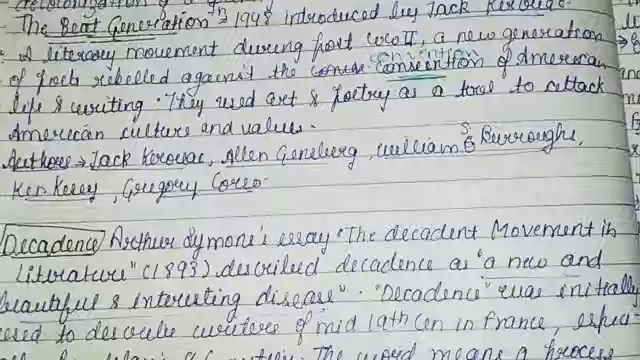 The Beat Generation → 1948 introduced by Jack Kerouac.
A literary movement during post WWII, a new generation
of poets rebelled against the convention of American
life & writing. They used art & poetry as a tool to attack
American culture and values.
Authors → Jack Kerouac, Allen Gensberg, William S Burroughs,
Ken Kesey, Gregory Corso.
Decadence Arthur Symons's essay "The decadent Movement in
Literature" (1893) described decadence as "a new and
beautiful & interesting disease". "Decadence" was initially
used to describe writers of mid 19th cen in France,
The word means a process